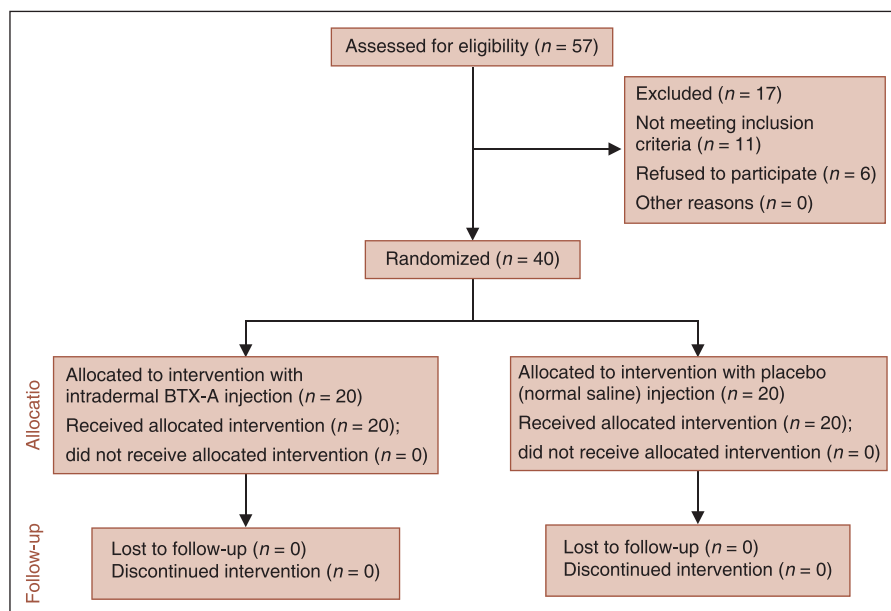 Assessed for eligibility (n = 57)
Excluded (n = 17)
Not meeting inclusion
criteria (n = 11)
Refused to participate (n = 6)
Other reasons (n = 0)
Randomized (n = 40)
Allocatio
Allocated to intervention with
intradermal BTX-A injection (n = 20)
Received allocated intervention (n = 20);
did not receive allocated intervention (n = 0)
Allocated to intervention with placebo
(normal saline) injection (n = 20)
Received allocated intervention (n = 20);
did not receive allocated intervention (n = 0)
Follow-up
Lost to follow-up (n = 0)
Discontinued intervention (n = 0)
Lost to follow-up (n = 0)
Discontinued intervention (n = 0)